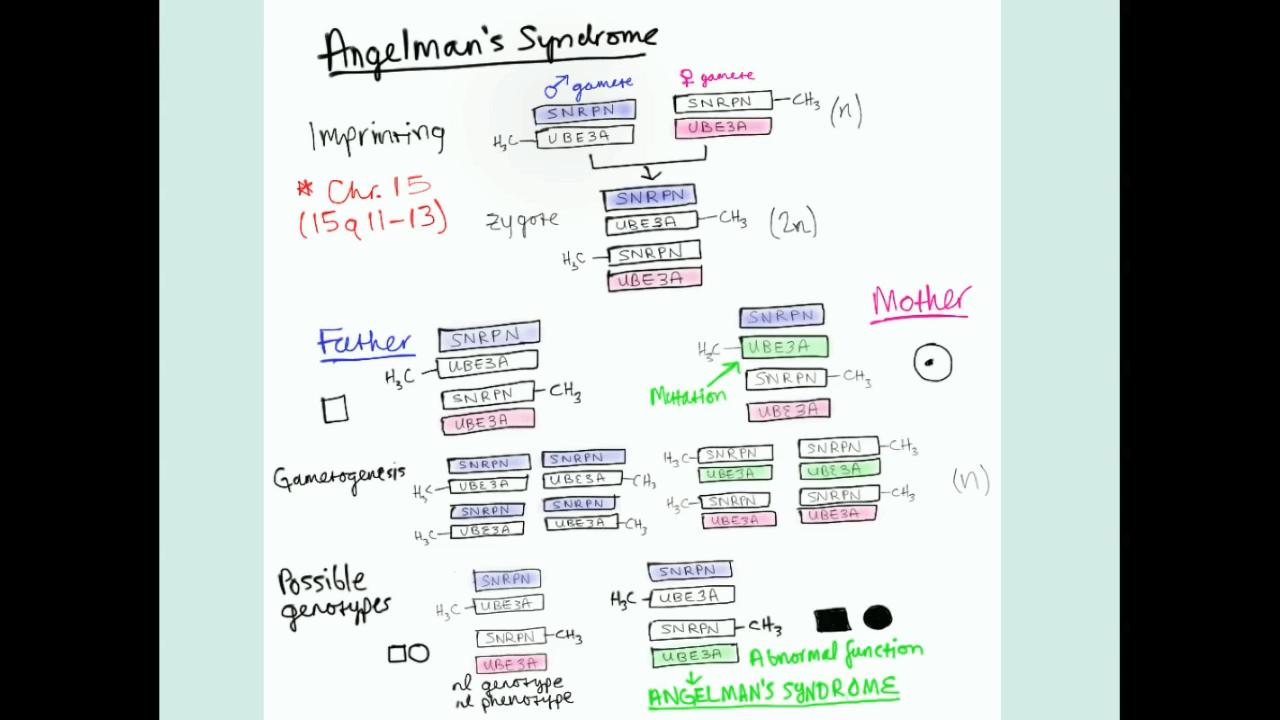 Angelman's Syndrome
♂ gamete
♀ gamete
SNRPN
SNRPN -CH3
(n)
H3C- UBE3A
UBE3A
Imprinting
* Chr. 15
(15q11-13)
zygote
SNRPN
UBE3A -CH3
(2n)
H3C- SNRPN
UBE3A
Father
SNRPN
H3C- UBE3A
SNRPN -CH3
UBE3A
Mother
SNRPN
H3C- UBE3A
Mutation
SNRPN -CH3
UBE3A
Gametogenesis
SNRPN
H3C- UBE3A
SNRPN
H3C- UBE3A
SNRPN
UBE3A -CH3
SNRPN
UBE3A -CH3
H3C- SNRPN
UBE3A
H3C- SNRPN
UBE3A
SNRPN -CH3
UBE3A
SNRPN -CH3
UBE3A
(n)
Possible
genotypes
SNRPN
H3C- UBE3A
SNRPN -CH3
UBE3A
nl genotype
nl phenotype
SNRPN
H3C- UBE3A
SNRPN -CH3
UBE3A
Abnormal function
ANGELMAN'S SYNDROME